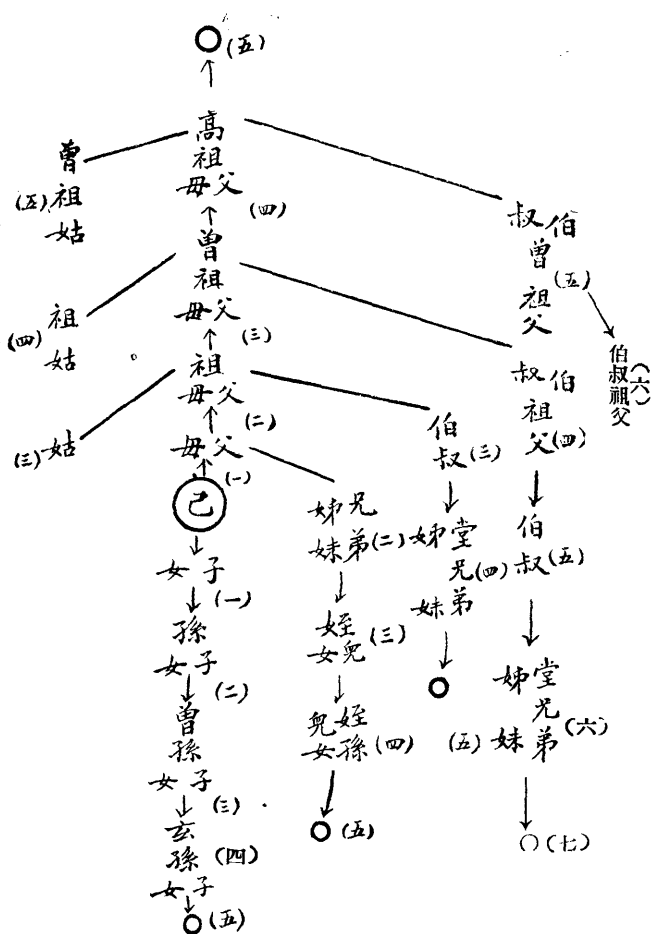 (五)
高祖父母
(四)
曾祖姑
(五)
伯叔曾祖父
(五)
伯叔祖父
(六)
曾祖父母
(三)
祖姑
(四)
伯叔祖父
(四)
祖父母
(二)
姑
(三)
伯叔
(三)
伯叔
(五)
父母
(一)
己
兄弟姊妹
(二)
堂兄弟姊妹
(四)
堂兄弟姊妹
(六)
(五)
(七)
子女
(一)
姪兒女
(三)
孫子女
(二)
姪孫兒女
(四)
(五)
曾孫子女
(三)
玄孫子女
(四)
(五)